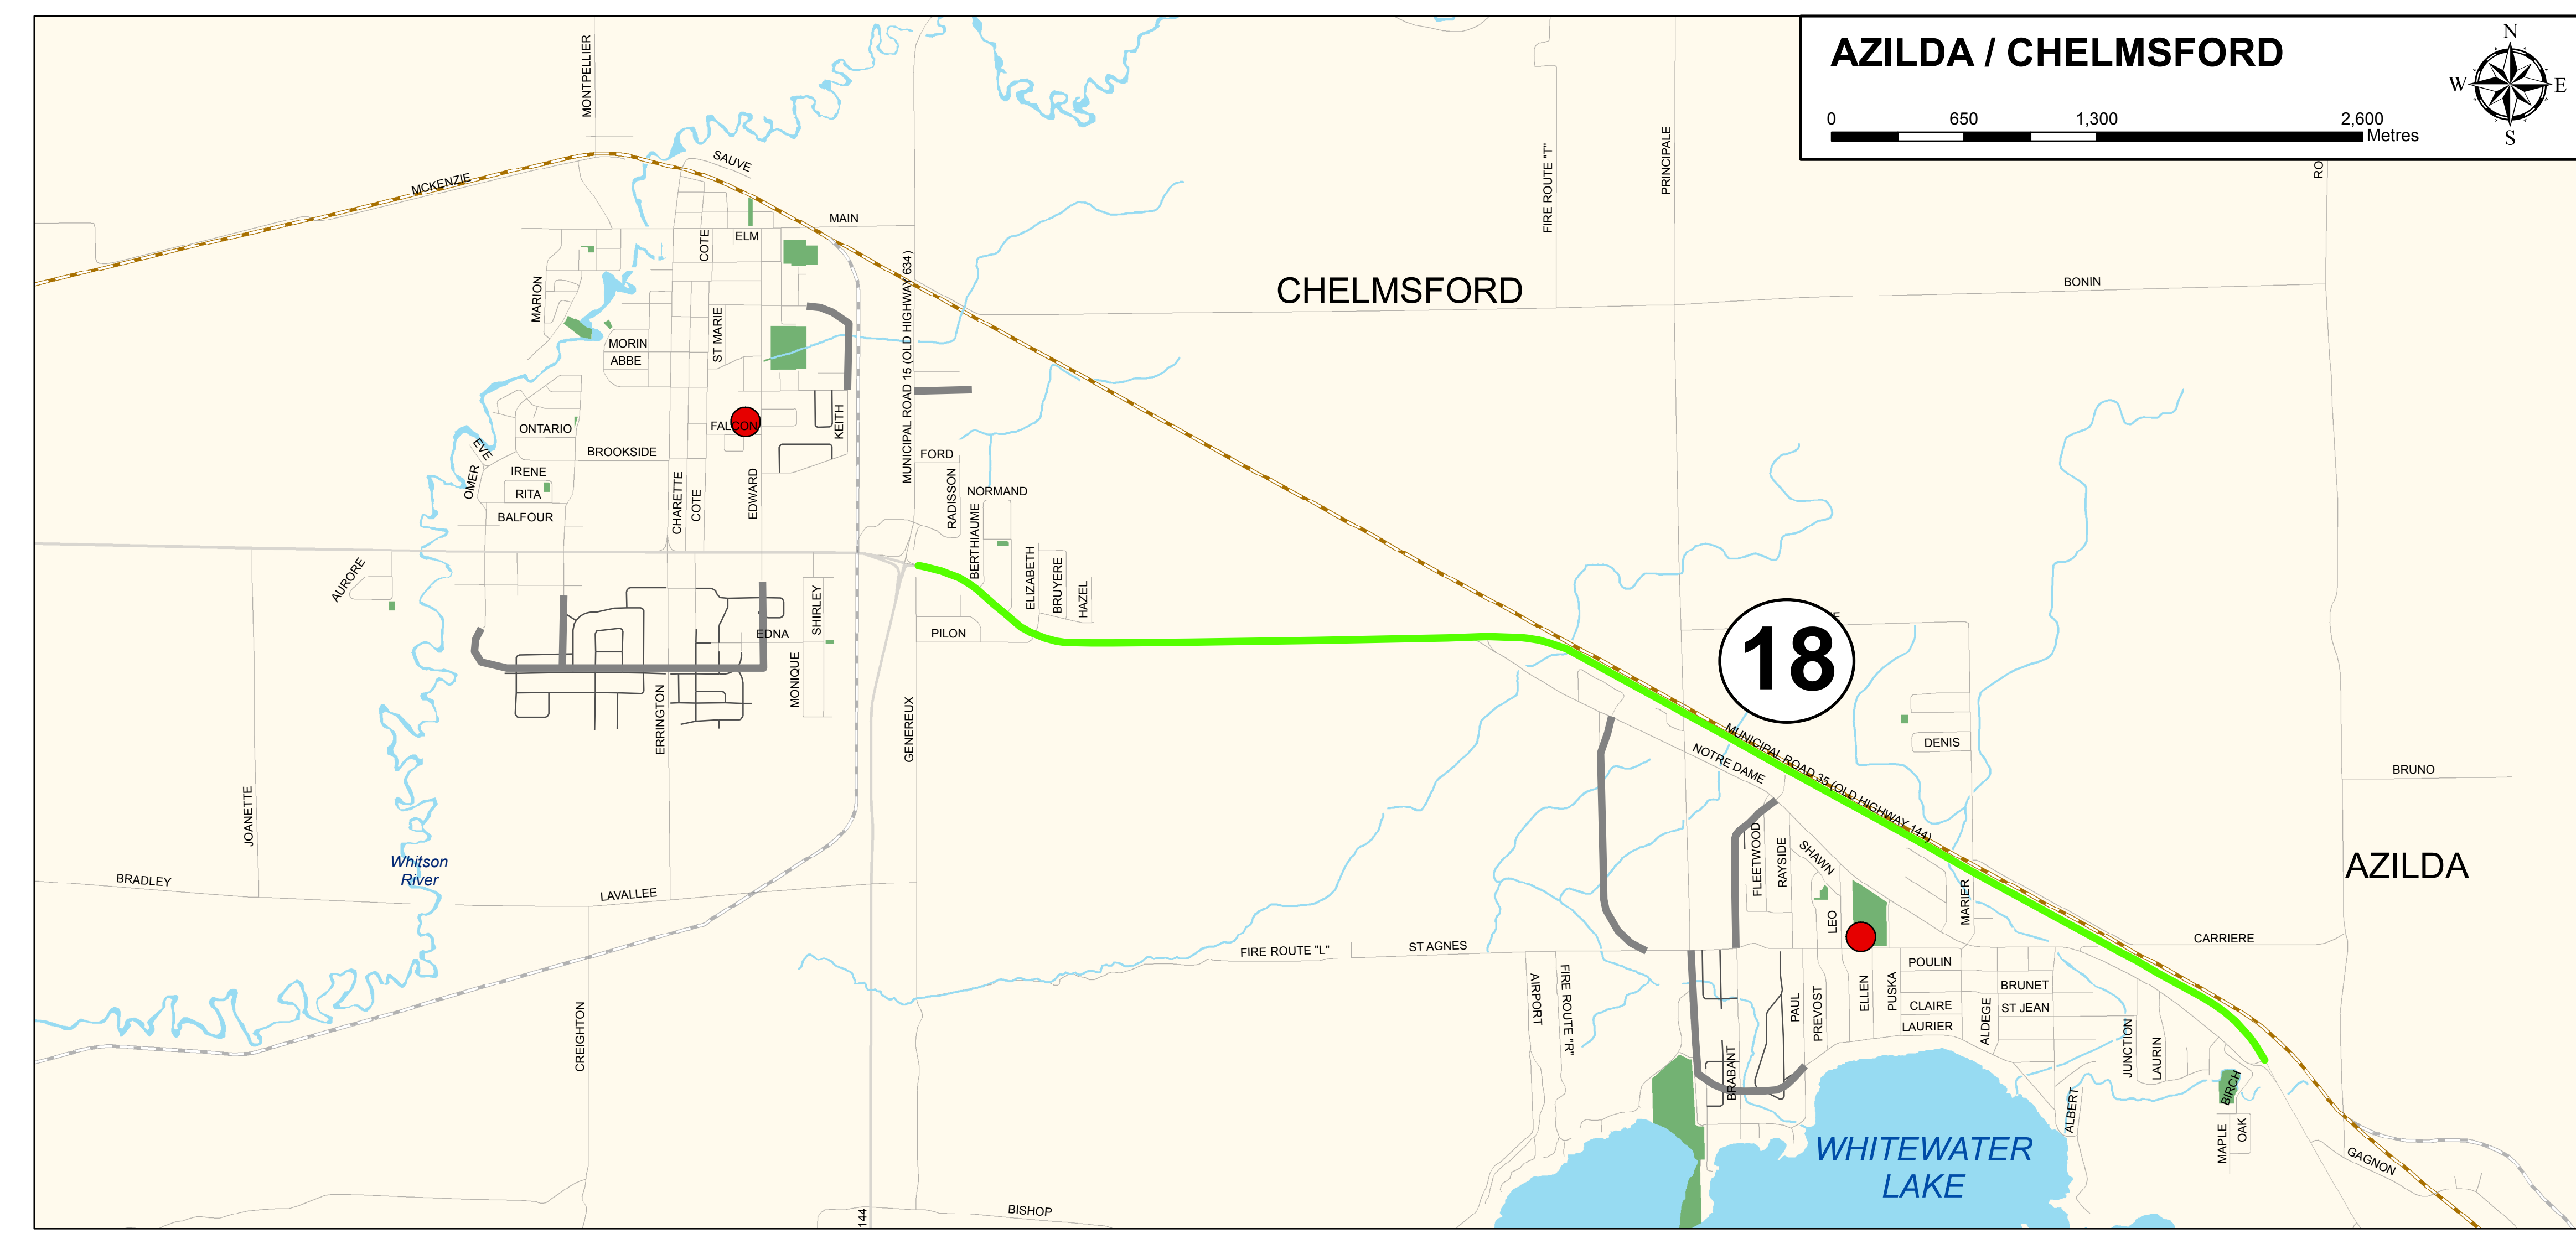 AZILDA / CHELMSFORD
N
W
E
S
0
650
1,300
2,600
Metres
MONTPELLIER
MCKENZIE
SAUVE
MAIN
ELM
COTE
MARION
ST MARIE
MORIN
ABBE
FALCON
KEITH
ONTARIO
EVE
BROOKSIDE
OMER
IRENE
RITA
BALFOUR
CHARETTE
COTE
EDWARD
MUNICIPAL ROAD 15 (OLD HIGHWAY 634)
FORD
RADISSON
NORMAND
BERTHIAUME
ELIZABETH
BRUYERE
HAZEL
PILON
CHELMSFORD
FIRE ROUTE "T"
PRINCIPALE
RO
BONIN
AURORE
SHIRLEY
EDNA
MONIQUE
ERRINGTON
GENEREUX
JOANETTE
Whitson
River
BRADLEY
LAVALLEE
CREIGHTON
144
BISHOP
18
E
DENIS
MUNICIPAL ROAD 35 (OLD HIGHWAY 144)
NOTRE DAME
BRUNO
AZILDA
FLEETWOOD
RAYSIDE
SHAWN
LEO
MARIER
CARRIERE
FIRE ROUTE "L"
ST AGNES
AIRPORT
FIRE ROUTE "R"
POULIN
BRUNET
ELLEN
PUSKA
CLAIRE
ST JEAN
LAURIER
ALDEGE
PAUL
PREVOST
BRABANT
JUNCTION
LAURIN
ALBERT
BIRCH
MAPLE
OAK
GAGNON
WHITEWATER
LAKE